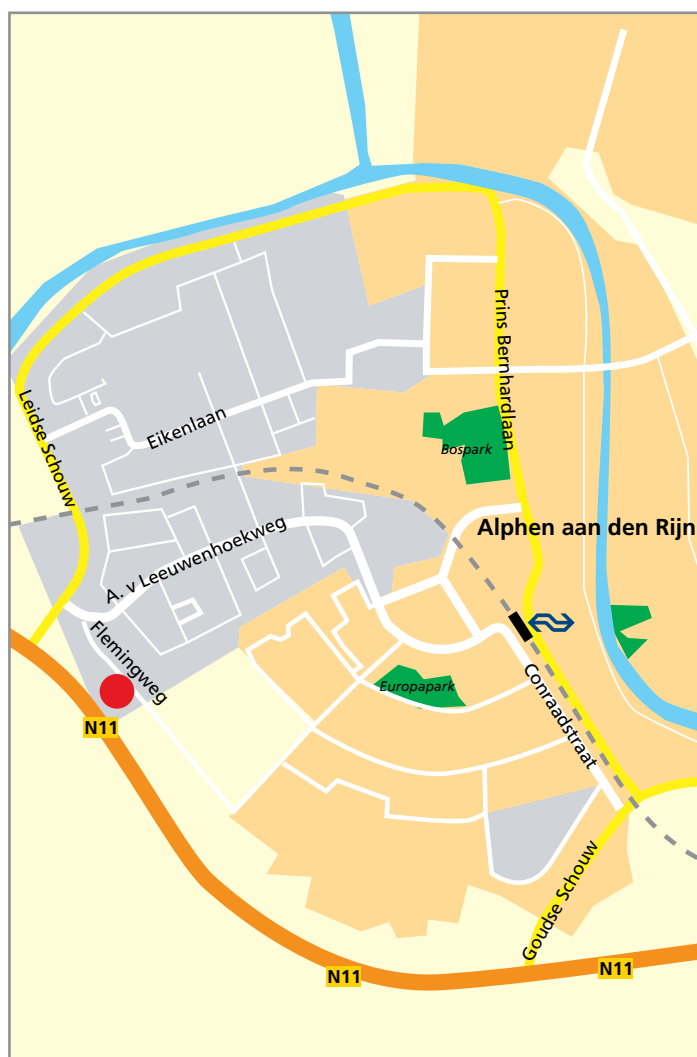 Prins Bernhardlaan
Leidse Schouw
Eikenlaan
Bospark
Alphen aan den Rijn
A. v Leeuwenhoekweg
Flemingweg
Europapark
Conraadstraat
N11
Goudse Schouw
N11
N11